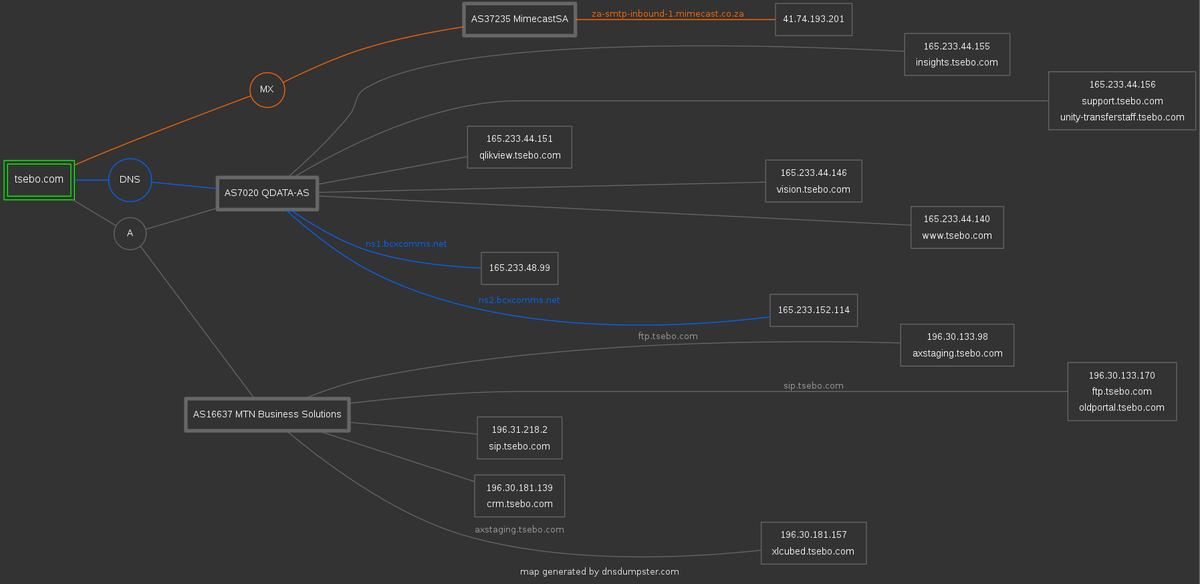 AS37235 MimecastSA
za-smtp-inbound-1.mimecast.co.za
41.74.193.201
165.233.44.155
insights.tsebo.com
MX
165.233.44.156
support.tsebo.com
unity-transferstaff.tsebo.com
165.233.44.151
qlikview.tsebo.com
tsebo.com
DNS
AS7020 QDATA-AS
165.233.44.146
vision.tsebo.com
165.233.44.140
www.tsebo.com
A
ns1.bcxcomms.net
165.233.48.99
ns2.bcxcomms.net
165.233.152.114
ftp.tsebo.com
196.30.133.98
axstaging.tsebo.com
sip.tsebo.com
196.30.133.170
ftp.tsebo.com
oldportal.tsebo.com
AS16637 MTN Business Solutions
196.31.218.2
sip.tsebo.com
196.30.181.139
crm.tsebo.com
axstaging.tsebo.com
196.30.181.157
xlcubed.tsebo.com
map generated by dnsdumpster.com